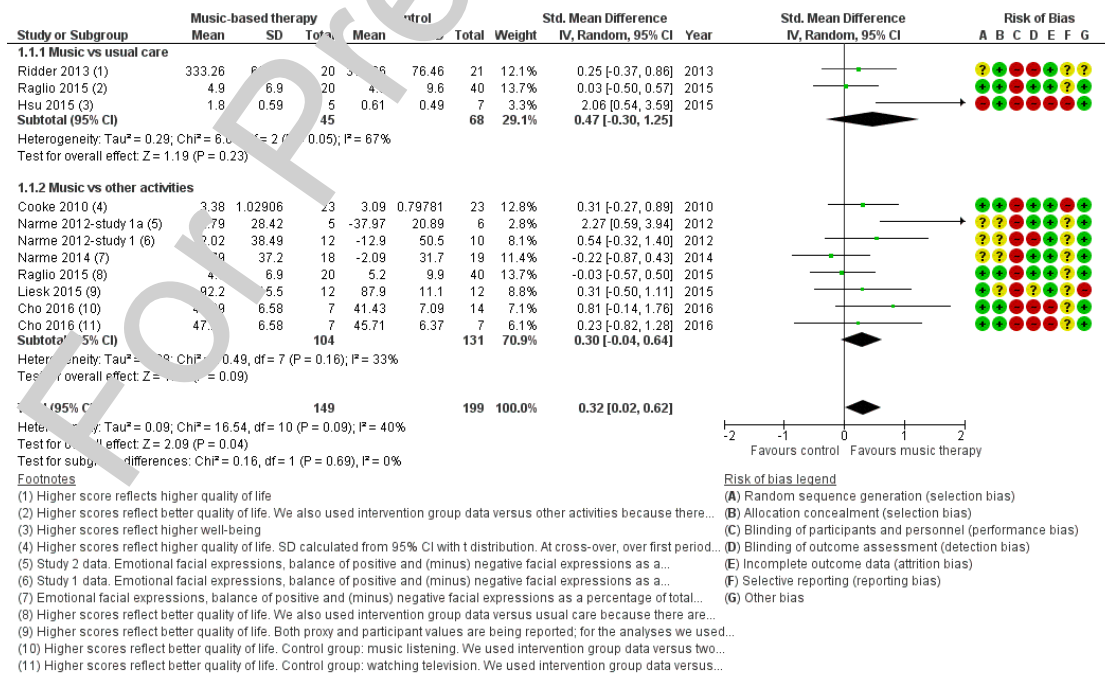 Music-based therapy Std. Mean Difference Std. Mean Difference Risk of Bias
Study or Subgroup Mean SD Mean Total Weight IV, Random, 95% CI Year IV, Random, 95% CI A B C D E F G
1.1.1 Music vs usual care
Ridder 2013 (1) 333.26 20 76.46 21 12.1% 0.25 [-0.37, 0.86] 2013 ? + - - + ? ?
Raglio 2015 (2) 4.9 6.9 20 9.6 40 13.7% 0.03 [-0.50, 0.57] 2015 + + - + + ? +
Hsu 2015 (3) 1.8 0.59 5 0.61 0.49 7 3.3% 2.06 [0.54, 3.59] 2015 - + - - - - +
Subtotal (95% CI) 45 68 29.1% 0.47 [-0.30, 1.25]
Heterogeneity: Tau² = 0.29; Chi² = = 2 0.05); I² = 67%
Test for overall effect: Z = 1.19 (P = 0.23)
1.1.2 Music vs other activities
Cooke 2010 (4) 3.38 1.02906 23 3.09 0.79781 23 12.8% 0.31 [-0.27, 0.89] 2010 + + - + + - +
Narme 2012-study 1a (5) 28.42 5 -37.97 20.89 6 2.8% 2.27 [0.59, 3.94] 2012 ? ? - + + ? +
Narme 2012-study 1 (6) 38.49 12 -12.9 50.5 10 8.1% 0.54 [-0.32, 1.40] 2012 ? ? - - + ? +
Narme 2014 (7) 37.2 18 -2.09 31.7 19 11.4% -0.22 [-0.87, 0.43] 2014 ? ? - + + ? +
Raglio 2015 (8) 6.9 20 5.2 9.9 40 13.7% -0.03 [-0.57, 0.50] 2015 + + - + + ? +
Liesk 2015 (9) 12 87.9 11.1 12 8.8% 0.31 [-0.50, 1.11] 2015 + ? - ? + ? -
Cho 2016 (10) 6.58 7 41.43 7.09 14 7.1% 0.81 [-0.14, 1.76] 2016 + + - - - ? +
Cho 2016 (11) 6.58 7 45.71 6.37 7 6.1% 0.23 [-0.82, 1.28] 2016 + + - - - ? +
CI) 104 131 70.9% 0.30 [-0.04, 0.64]
Tau² = df = 7 (P = 0.16); I² = 33%
overall effect: Z = = 0.09)
(95% 149 199 100.0% 0.32 [0.02, 0.62]
Tau² = 0.09; Chi² = 16.54, df = 10 (P = 0.09); I² = 40%
effect: Z = 2.09 (P = 0.04)
Test for Chi² = 0.16, df = 1 (P = 0.69), I² = 0%
-2 -1 0 1 2
Favours control Favours music therapy
Footnotes
(1) Higher score reflects higher quality of life
(2) Higher scores reflect better quality of life. We also used intervention group data versus other activities because there...
(3) Higher scores reflect higher well-being
(4) Higher scores reflect higher quality of life. SD calculated from 95% CI with t distribution. At cross-over, over first period...
(5) Study 2 data. Emotional facial expressions, balance of positive and (minus) negative facial expressions as a...
(6) Study 1 data. Emotional facial expressions, balance of positive and (minus) negative facial expressions as a...
(7) Emotional facial expressions, balance of positive and (minus) negative facial expressions as a percentage of total...
(8) Higher scores reflect better quality of life. We also used intervention group data versus usual care because there are...
(9) Higher scores reflect better quality of life. Both proxy and participant values are being reported; for the analyses we used...
(10) Higher scores reflect better quality of life. Control group: music listening. We used intervention group data versus two...
(11) Higher scores reflect better quality of life. Control group: watching television. We used intervention group data versus...
Risk of bias legend
(A) Random sequence generation (selection bias)
(B) Allocation concealment (selection bias)
(C) Blinding of participants and personnel (performance bias)
(D) Blinding of outcome assessment (detection bias)
(E) Incomplete outcome data (attrition bias)
(F) Selective reporting (reporting bias)
(G) Other bias
For Pre